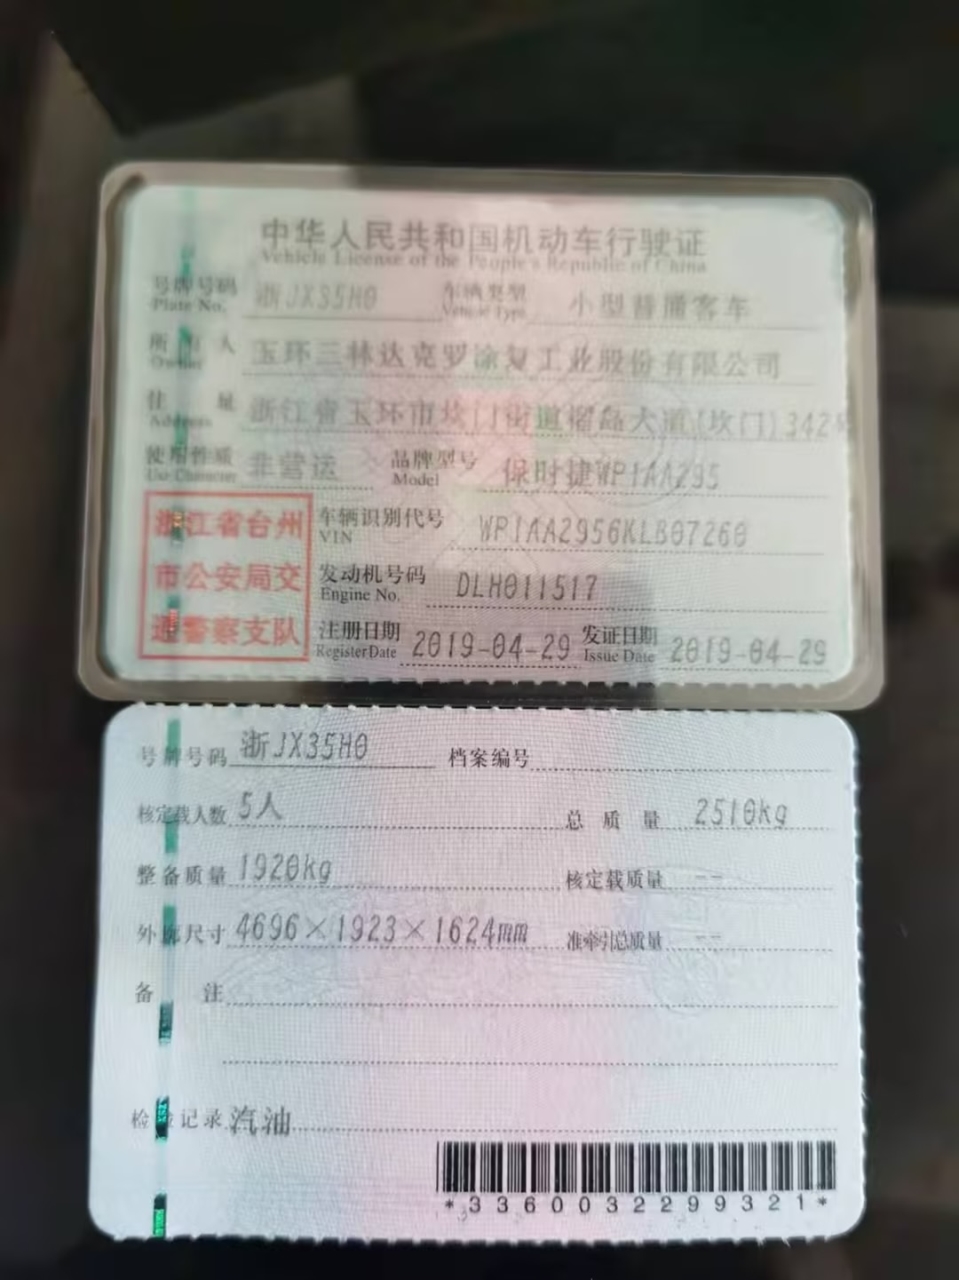 中华人民共和国机动车行驶证
Vehicle License of the People's Republic of China
号牌号码 浙JX35H0 车辆类型 小型普通客车
Plate No. Vehicle Type
所有人 玉环三林达克罗涂复工业股份有限公司
Owner
住址 浙江省玉环市坎门街道榴岛大道(坎门)342号
Address
使用性质 非营运 品牌型号 保时捷WP1AA295
Use Character Model
浙江省台州
市公安局交
通警察支队
车辆识别代号 WP1AA2956KLB07260
VIN
发动机号码 DLH011517
Engine No.
注册日期 2019-04-29 发证日期 2019-04-29
Register Date Issue Date
号牌号码 浙JX35H0 档案编号
核定载人数 5人 总质量 2510kg
整备质量 1920kg 核定载质量 --
外廓尺寸 4696×1923×1624mm 准牵引总质量 --
备注
检验记录 汽油
*3360032299321*